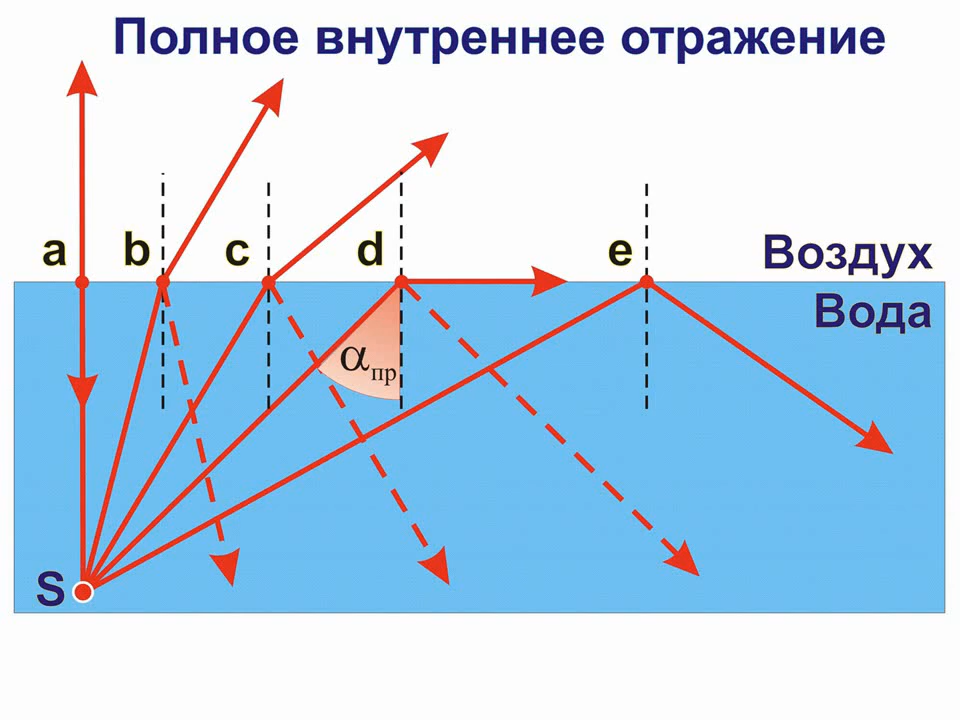 Полное внутреннее отражение
a b c d e Воздух
Вода
αпр
S